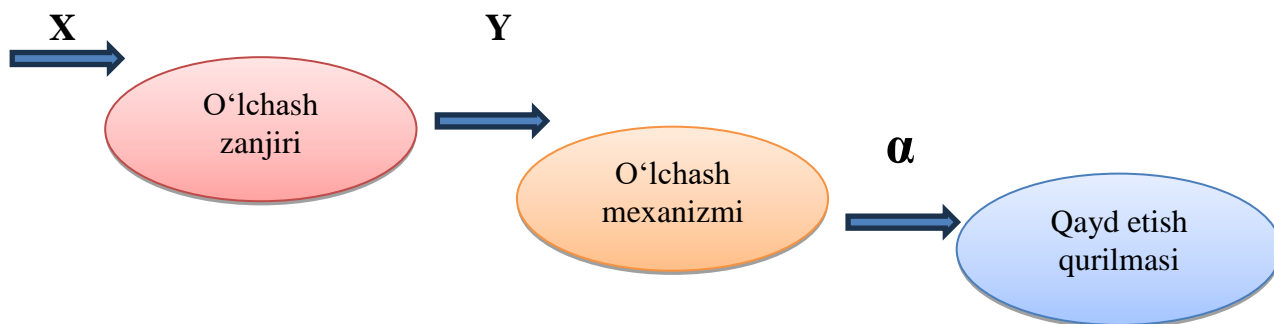 X
Y
O‘lchash
zanjiri
α
O‘lchash
mexanizmi
Qayd etish
qurilmasi